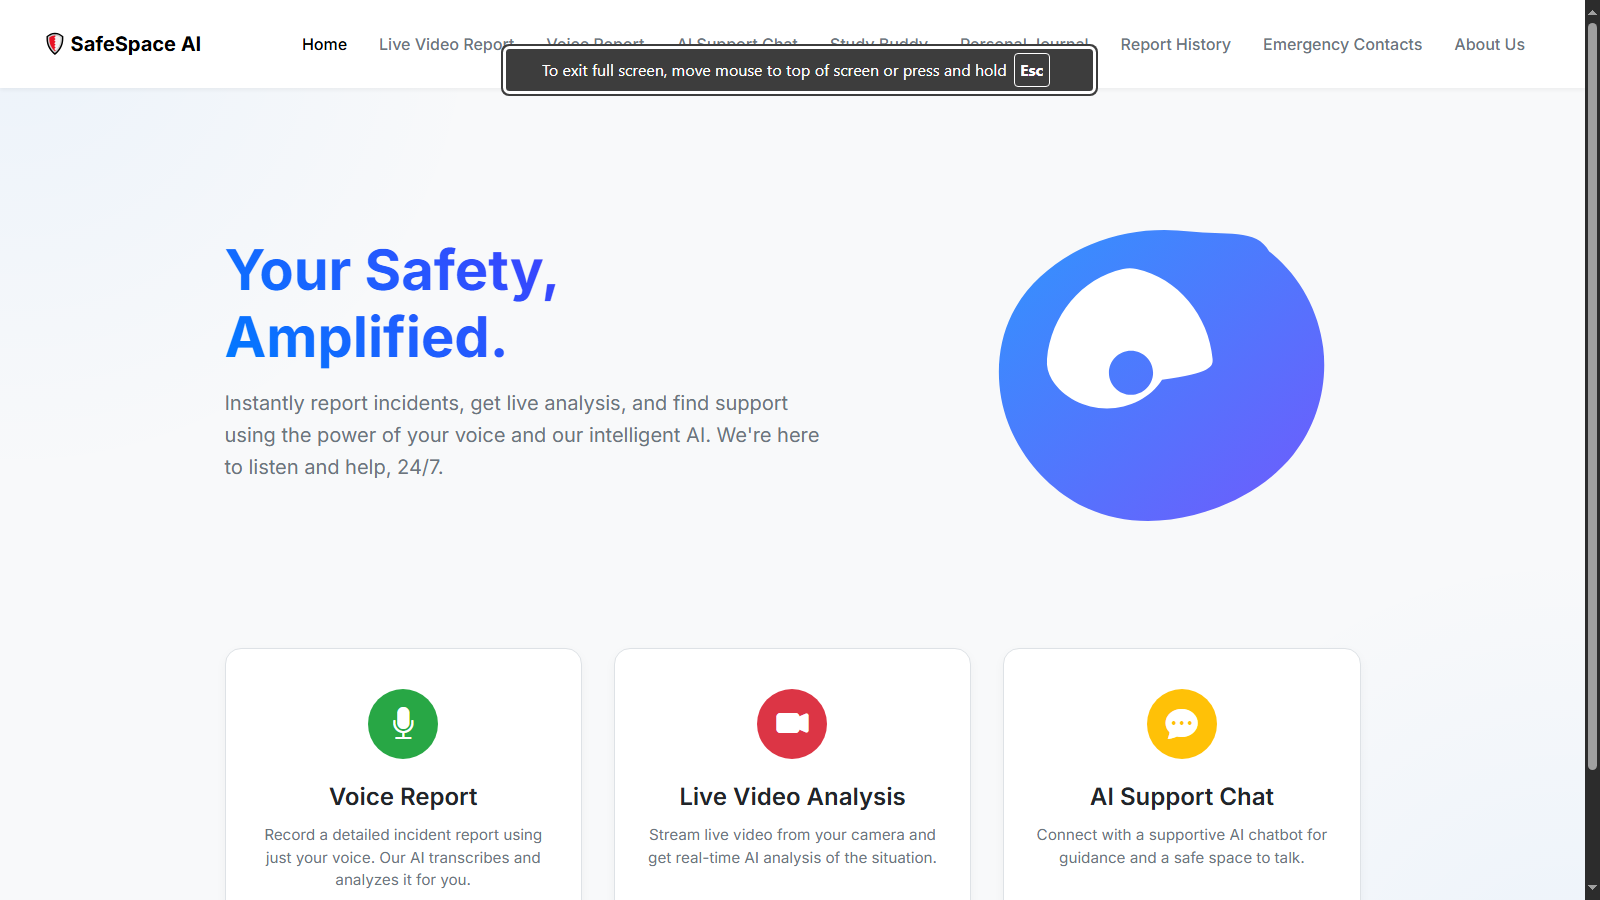 SafeSpace AI
Home
Live Video Report
Voice Report
AI Support Chat
Study Buddy
Personal Journal
Report History
Emergency Contacts
About Us
To exit full screen, move mouse to top of screen or press and hold Esc
Your Safety,
Amplified.
Instantly report incidents, get live analysis, and find support
using the power of your voice and our intelligent AI. We're here
to listen and help, 24/7.
Voice Report
Record a detailed incident report using
just your voice. Our AI transcribes and
analyzes it for you.
Live Video Analysis
Stream live video from your camera and
get real-time AI analysis of the situation.
AI Support Chat
Connect with a supportive AI chatbot for
guidance and a safe space to talk.